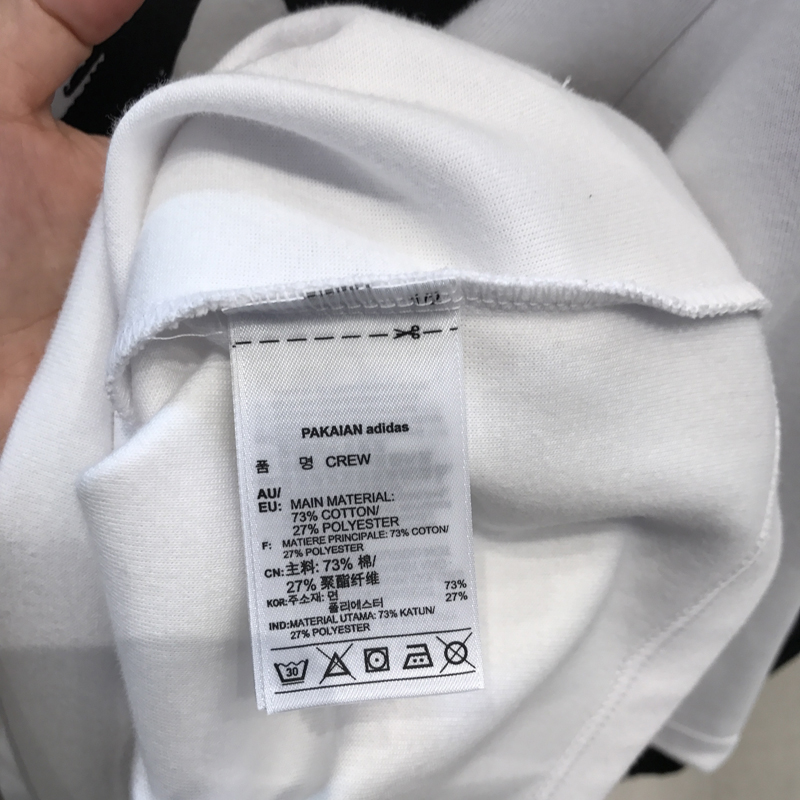 PAKAIAN adidas
품 명 CREW
AU/
EU: MAIN MATERIAL:
73% COTTON/
27% POLYESTER
F: MATIERE PRINCIPALE: 73% COTON/
27% POLYESTER
CN:主料: 73% 棉/
27% 聚酯纤维
KOR:주소재: 면 73%
폴리에스터 27%
IND:MATERIAL UTAMA: 73% KATUN/
27% POLYESTER
30